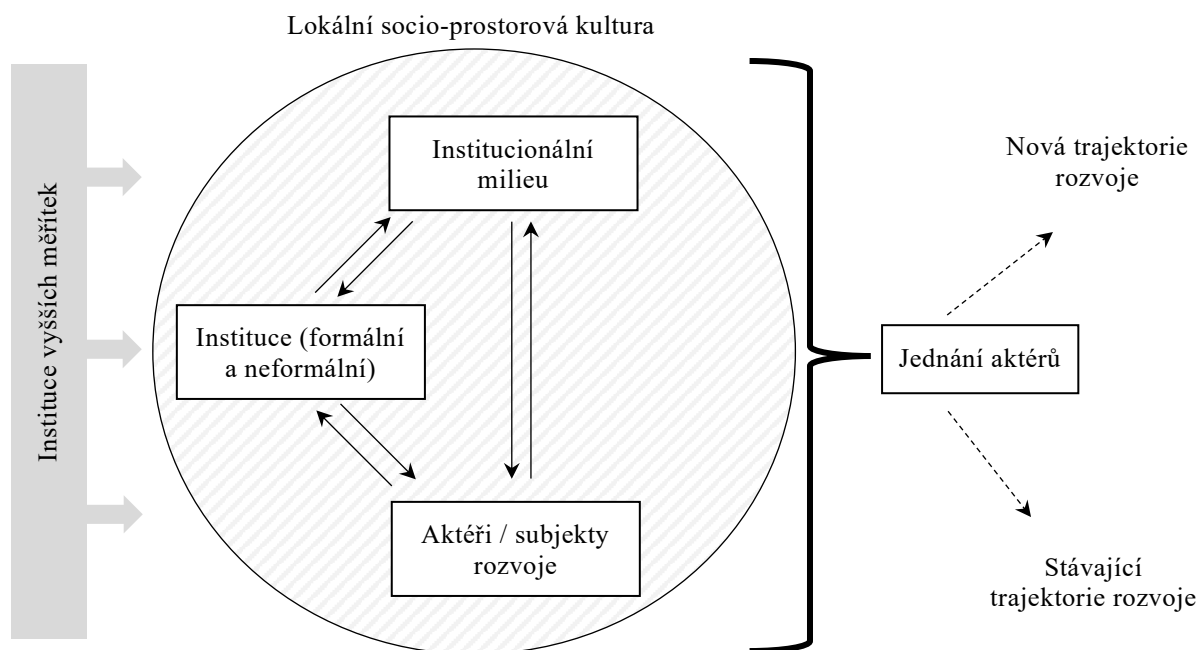 Lokální socio-prostorová kultura
Instituce vyšších měřítek
Institucionální
milieu
Instituce (formální
a neformální)
Aktéři / subjekty
rozvoje
Jednání aktérů
Nová trajektorie
rozvoje
Stávající
trajektorie rozvoje